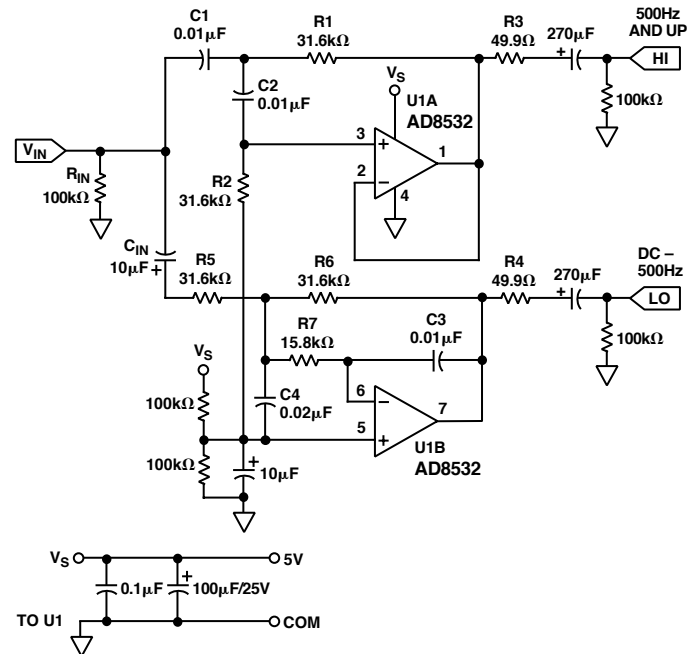 C1
0.01µF
R1
31.6kΩ
R3
49.9Ω
270µF
+
500Hz
AND UP
HI
100kΩ
C2
0.01µF
VS
U1A
AD8532
3
+
2
−
1
4
VIN
RIN
100kΩ
R2
31.6kΩ
CIN
10µF
+
R5
31.6kΩ
R6
31.6kΩ
R4
49.9Ω
270µF
+
DC –
500Hz
LO
100kΩ
R7
15.8kΩ
C3
0.01µF
VS
100kΩ
C4
0.02µF
6
−
5
+
7
U1B
AD8532
100kΩ
+
10µF
VS
5V
0.1µF
+
100µF/25V
TO U1
COM